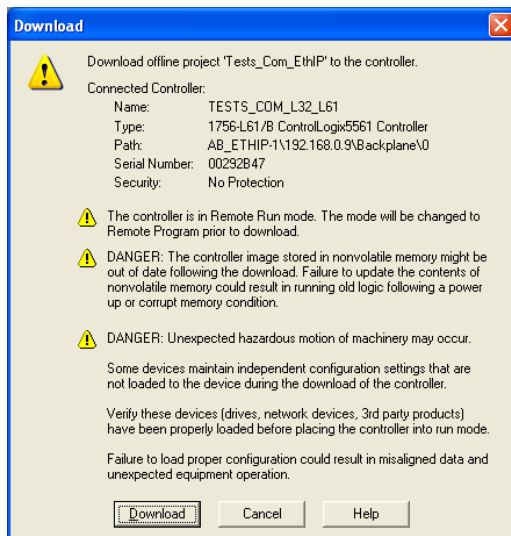 Download
Download offline project 'Tests_Com_EthIP' to the controller.
Connected Controller:
Name: TESTS_COM_L32_L61
Type: 1756-L61/B ControlLogix5561 Controller
Path: AB_ETHIP-1\192.168.0.9\Backplane\0
Serial Number: 00292B47
Security: No Protection
The controller is in Remote Run mode. The mode will be changed to
Remote Program prior to download.
DANGER: The controller image stored in nonvolatile memory might be
out of date following the download. Failure to update the contents of
nonvolatile memory could result in running old logic following a power
up or corrupt memory condition.
DANGER: Unexpected hazardous motion of machinery may occur.
Some devices maintain independent configuration settings that are
not loaded to the device during the download of the controller.
Verify these devices (drives, network devices, 3rd party products)
have been properly loaded before placing the controller into run mode.
Failure to load proper configuration could result in misaligned data and
unexpected equipment operation.
Download Cancel Help